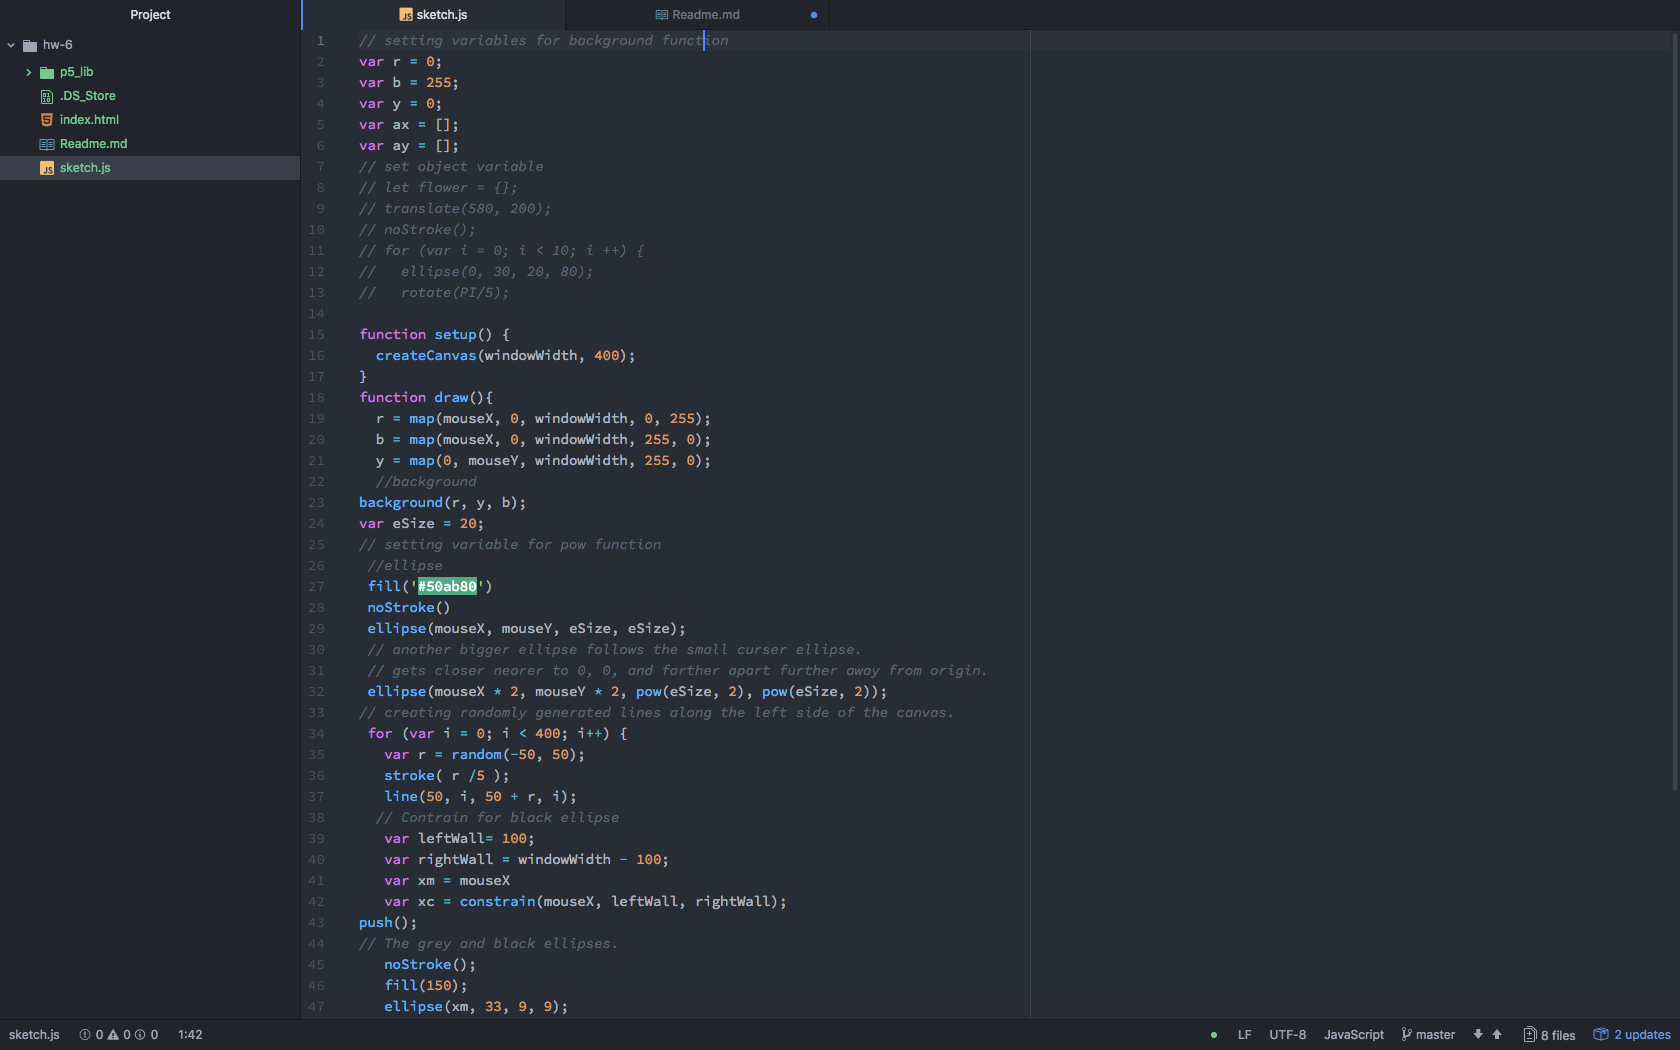 Project
hw-6
p5_lib
.DS_Store
index.html
Readme.md
sketch.js
sketch.js
Readme.md
1 // setting variables for background function
2 var r = 0;
3 var b = 255;
4 var y = 0;
5 var ax = [];
6 var ay = [];
7 // set object variable
8 // let flower = {};
9 // translate(580, 200);
10 // noStroke();
11 // for (var i = 0; i < 10; i ++) {
12 //   ellipse(0, 30, 20, 80);
13 //   rotate(PI/5);
14
15 function setup() {
16   createCanvas(windowWidth, 400);
17 }
18 function draw(){
19   r = map(mouseX, 0, windowWidth, 0, 255);
20   b = map(mouseX, 0, windowWidth, 255, 0);
21   y = map(0, mouseY, windowWidth, 255, 0);
22   //background
23 background(r, y, b);
24 var eSize = 20;
25 // setting variable for pow function
26  //ellipse
27  fill('#50ab80')
28  noStroke()
29  ellipse(mouseX, mouseY, eSize, eSize);
30  // another bigger ellipse follows the small curser ellipse.
31  // gets closer nearer to 0, 0, and farther apart further away from origin.
32  ellipse(mouseX * 2, mouseY * 2, pow(eSize, 2), pow(eSize, 2));
33 // creating randomly generated lines along the left side of the canvas.
34  for (var i = 0; i < 400; i++) {
35    var r = random(-50, 50);
36    stroke( r /5 );
37    line(50, i, 50 + r, i);
38   // Contrain for black ellipse
39    var leftWall= 100;
40    var rightWall = windowWidth - 100;
41    var xm = mouseX
42    var xc = constrain(mouseX, leftWall, rightWall);
43 push();
44 // The grey and black ellipses.
45    noStroke();
46    fill(150);
47    ellipse(xm, 33, 9, 9);
sketch.js 0 0 0 1:42 LF UTF-8 JavaScript master 8 files 2 updates